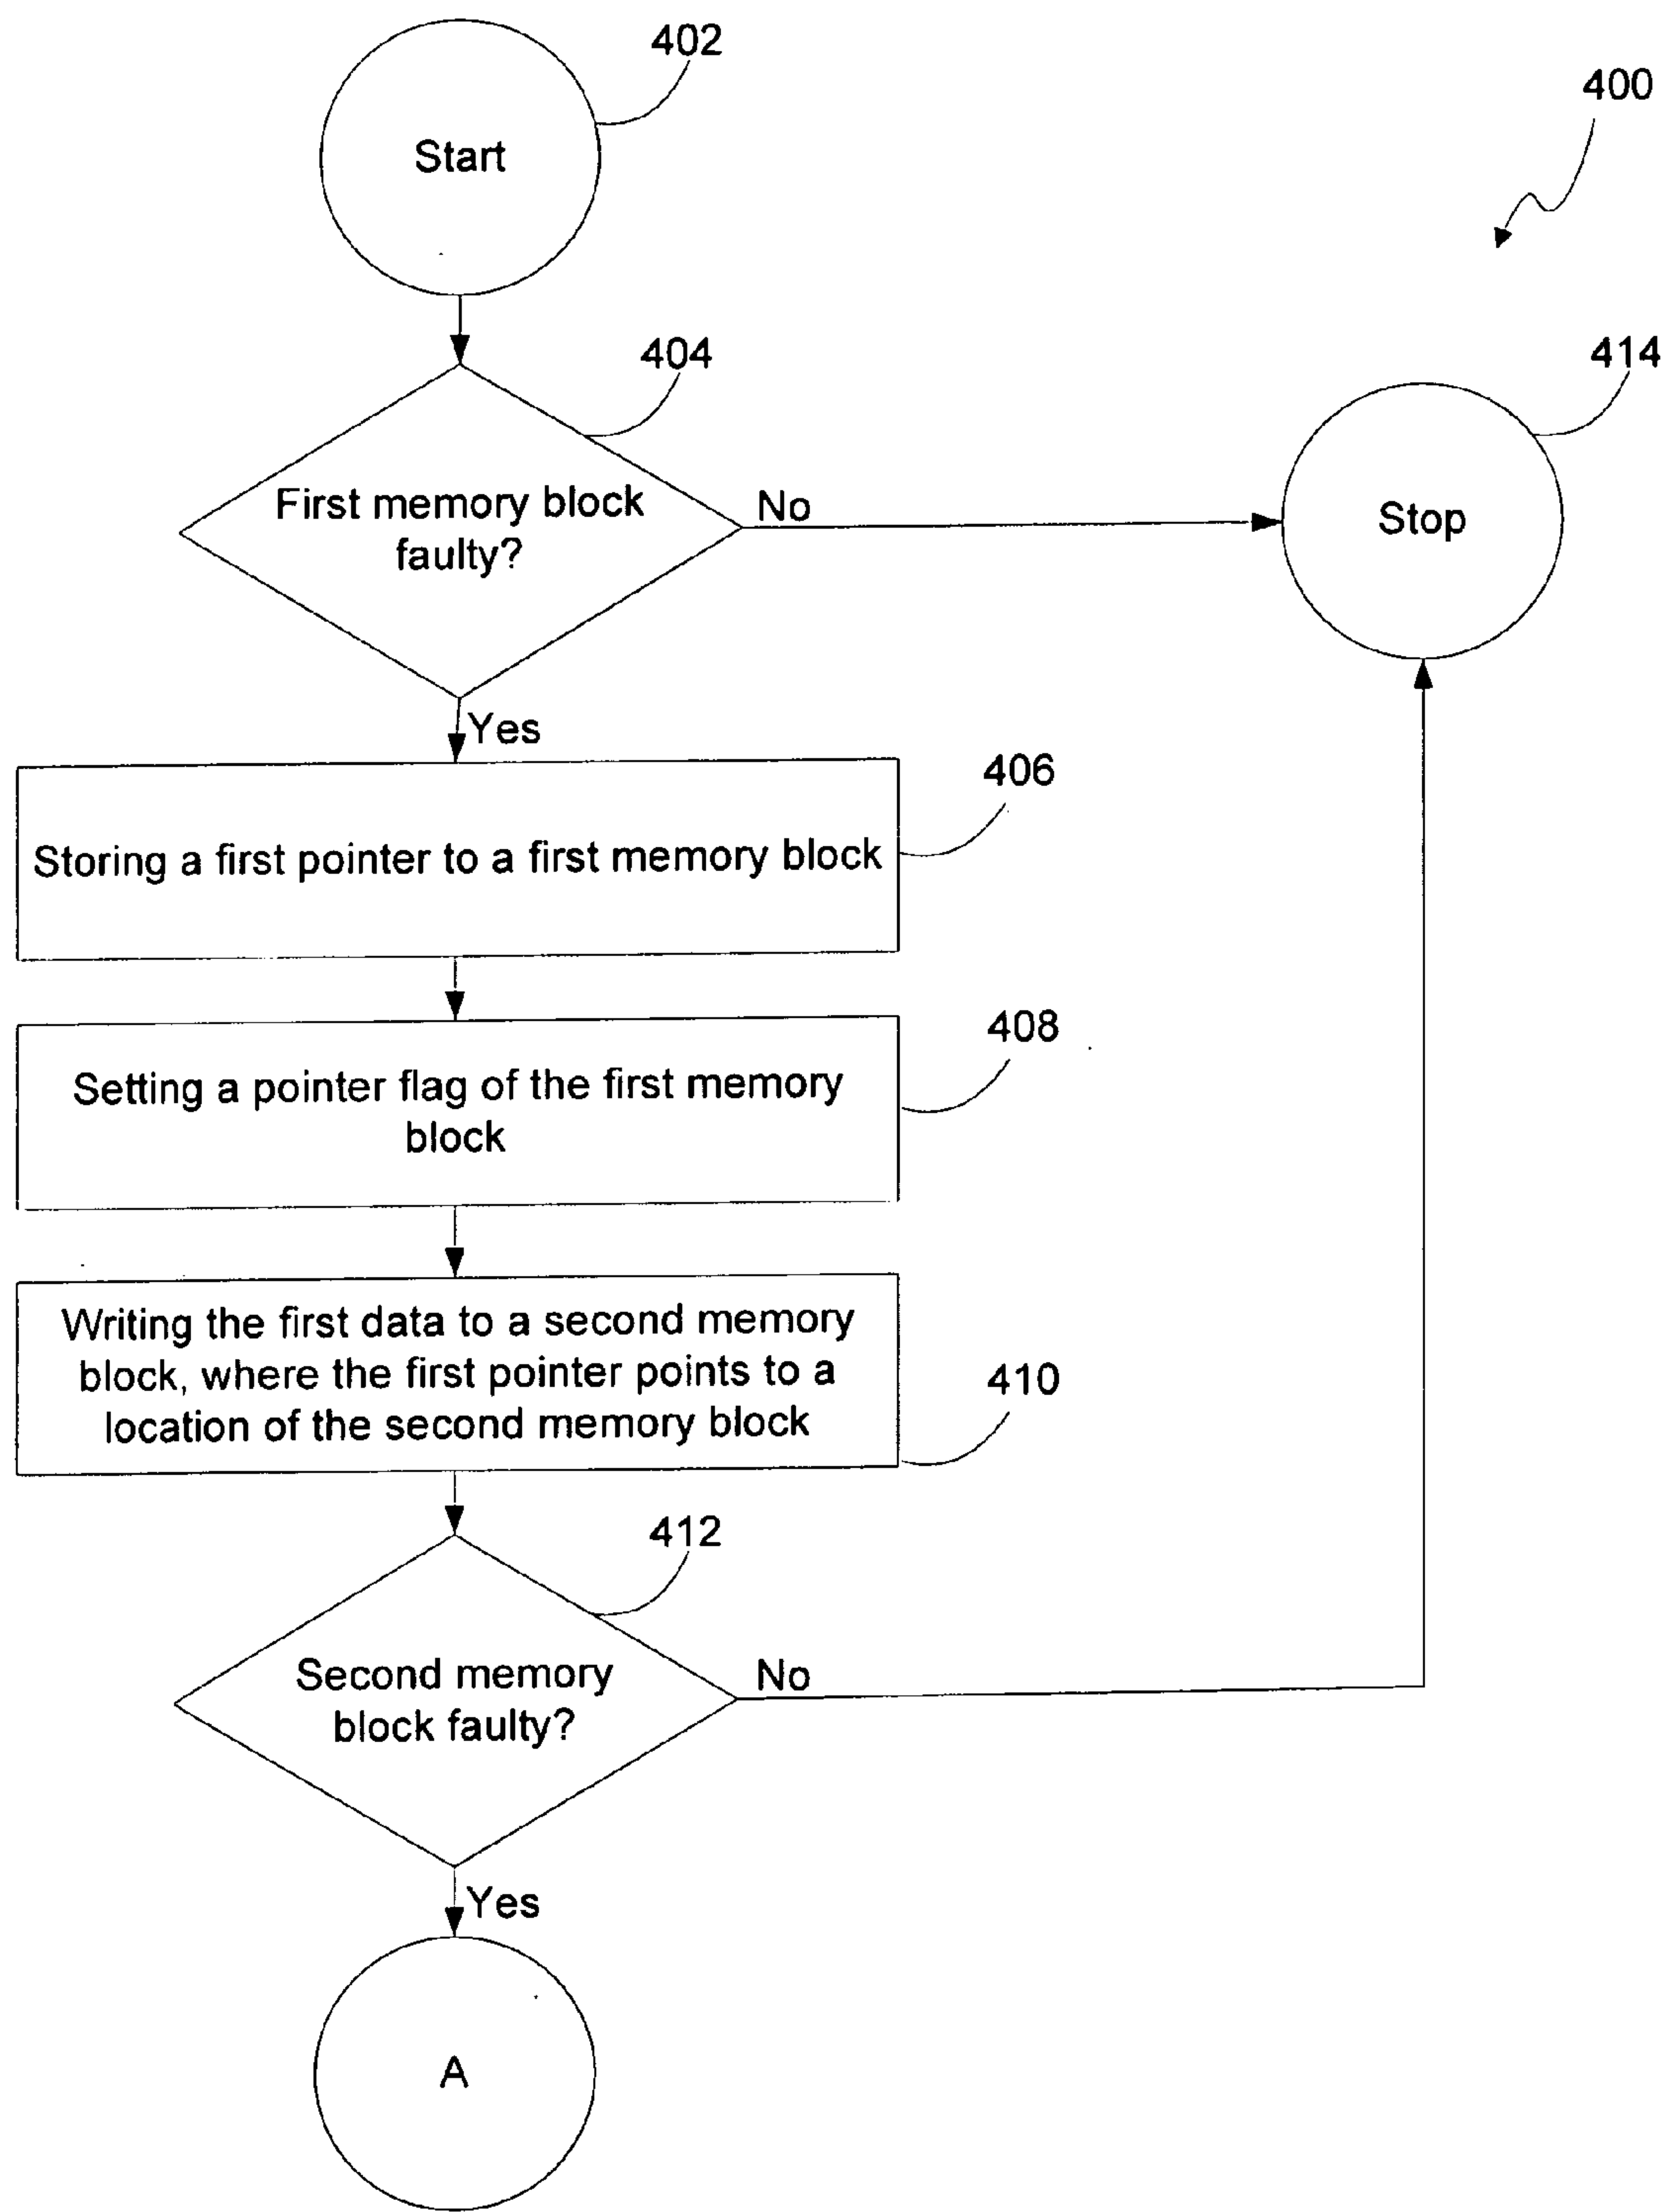 402
Start
400
404
First memory block
faulty?
No
414
Stop
Yes
406
Storing a first pointer to a first memory block
408
Setting a pointer flag of the first memory
block
Writing the first data to a second memory
block, where the first pointer points to a
location of the second memory block
410
412
Second memory
block faulty?
No
Yes
A